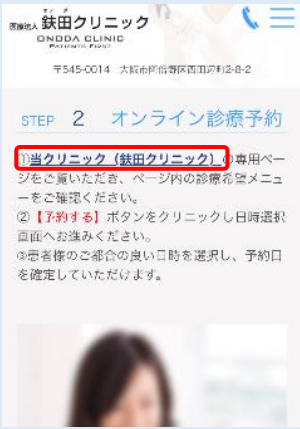 オノダ
医療法人 鉄田クリニック
ONODA CLINIC
PATIENTS FIRST
〒545-0014 大阪市阿倍野区西田辺町2-8-2
STEP 2 オンライン診療予約
①当クリニック（鉄田クリニック）の専用ペー
ジをご覧いただき、ページ内の診療希望メニュ
ーをご確認ください。
②【予約する】ボタンをクリックし日時選択
画面へお進みください。
③患者様のご都合の良い日時を選択し、予約日
を確定していただけます。